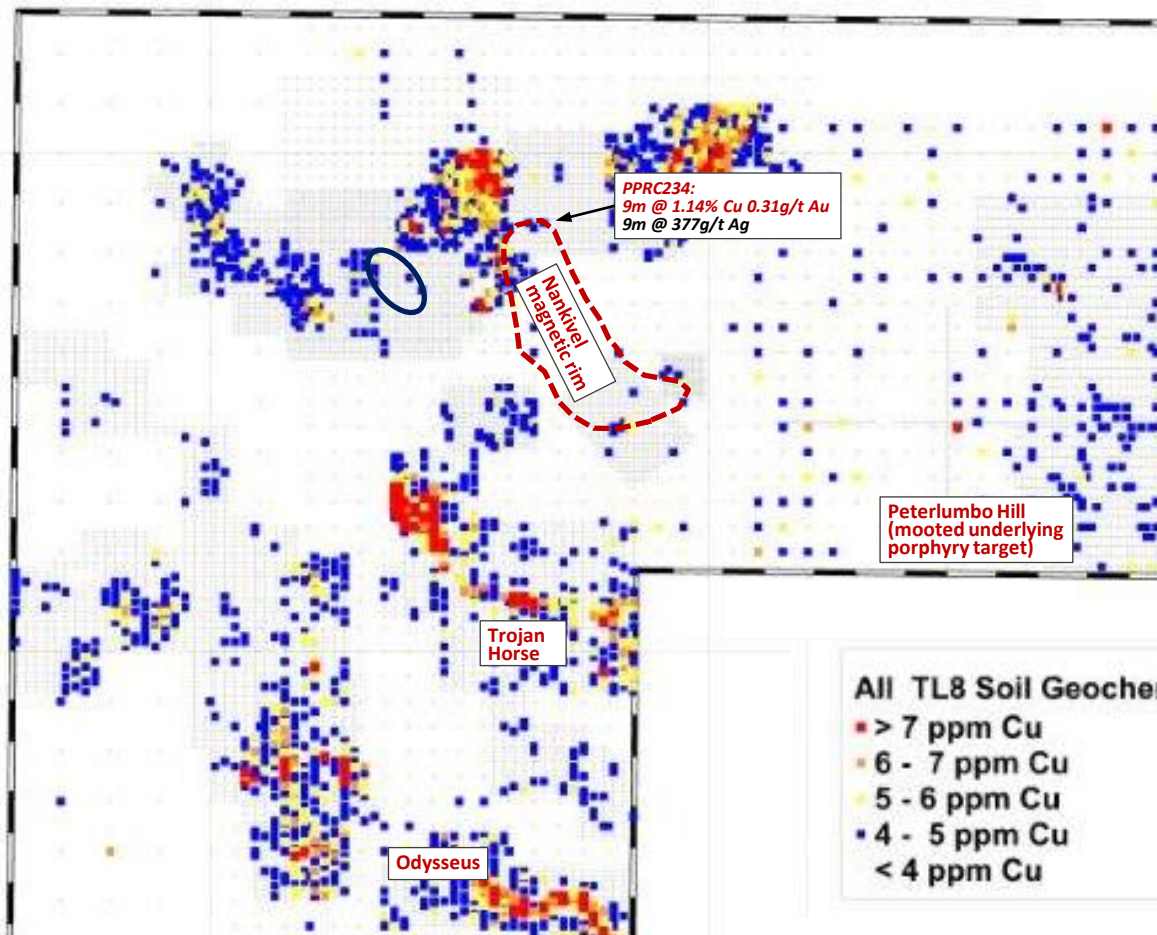 PPRC234:
9m @ 1.14% Cu 0.31g/t Au
9m @ 377g/t Ag
Nankivel
magnetic rim
Peterlumbo Hill
(mooted underlying
porphyry target)
Trojan
Horse
Odysseus
All TL8 Soil Geocher
> 7 ppm Cu
6 - 7 ppm Cu
5 - 6 ppm Cu
4 - 5 ppm Cu
< 4 ppm Cu